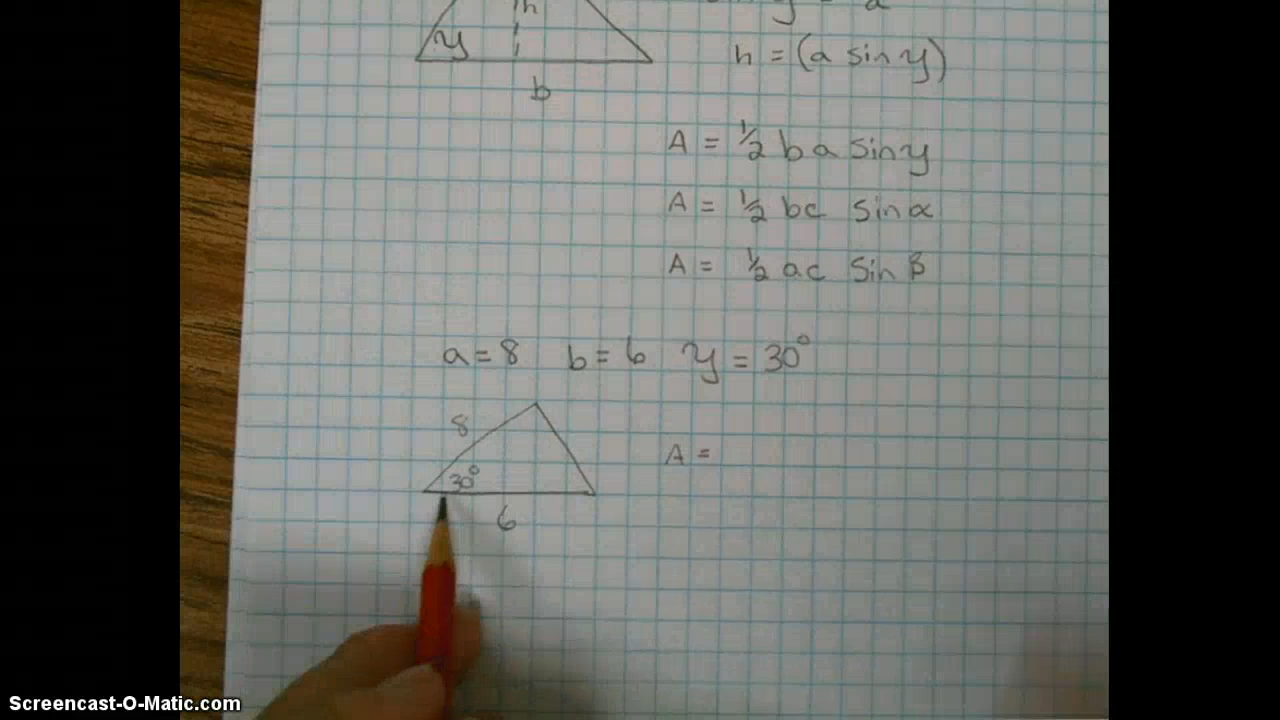 h
y
b
h = (a sin y)
A = ½ b a sin y
A = ½ bc sin α
A = ½ ac sin β
a = 8 b = 6 y = 30°
8
30°
6
A =
Screencast-O-Matic.com